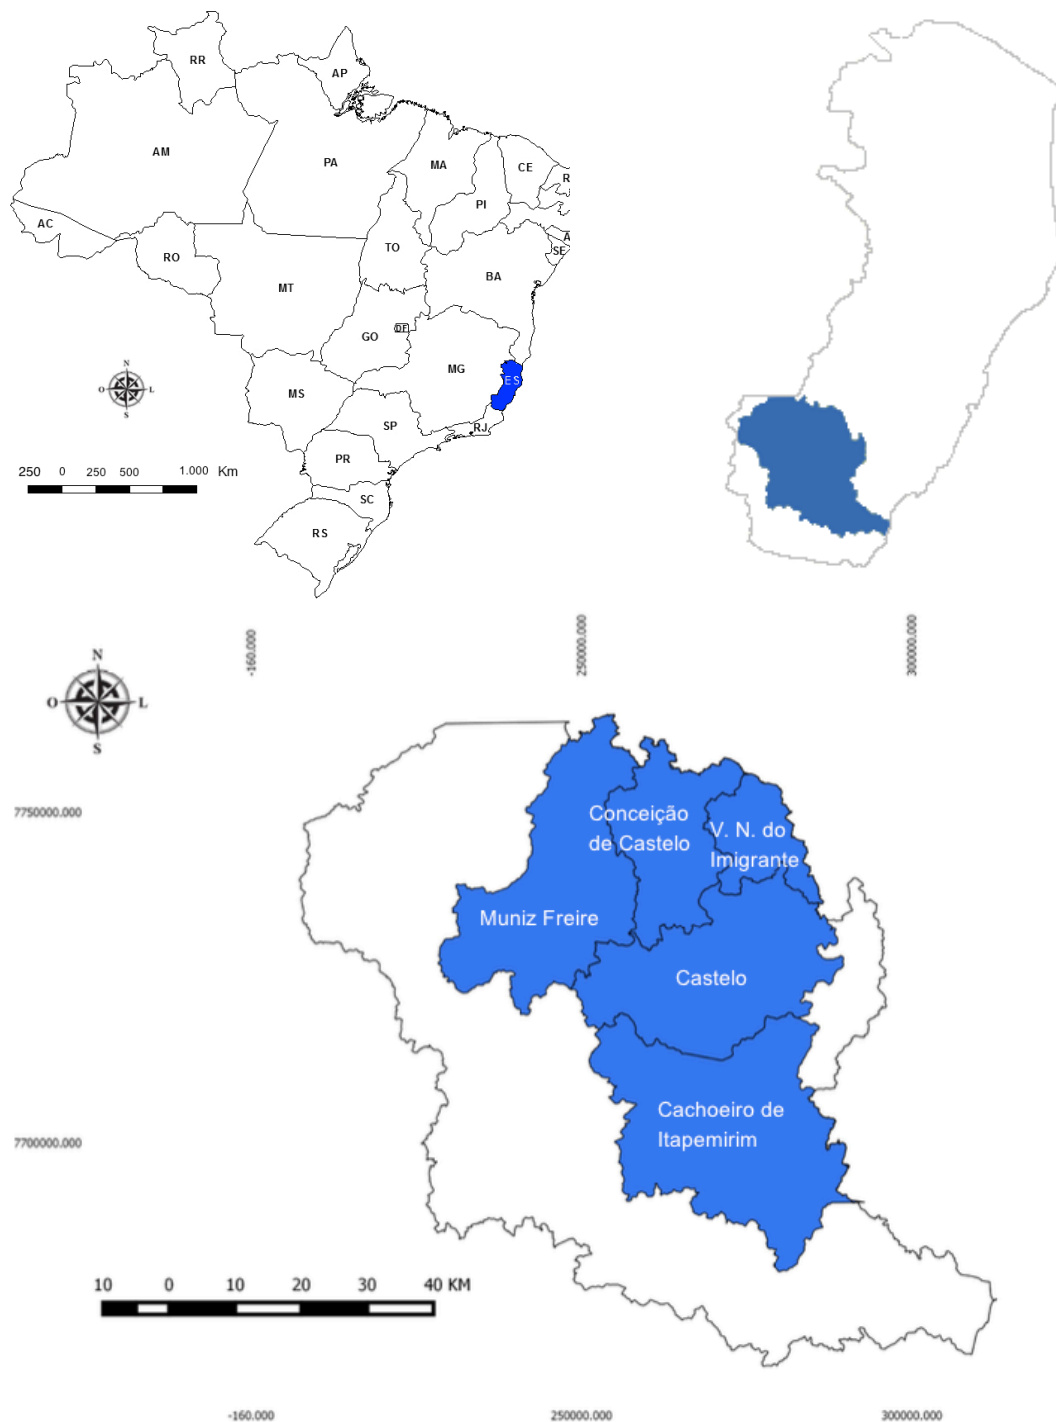 RR
AP
AM
PA
MA
CE
R
PI
AC
TO
A
SE
RO
BA
MT
DF
GO
MG
ES
MS
SP
RJ
PR
SC
RS
N
O L
S
250 0 250 500 1.000 Km
-160.000 250000.000 300000.000
N
O L
S
7750000.000
Conceição
de Castelo
V. N. do
Imigrante
Muniz Freire
Castelo
Cachoeiro de
Itapemirim
7700000.000
10 0 10 20 30 40 KM
-160.000 250000.000 300000.000